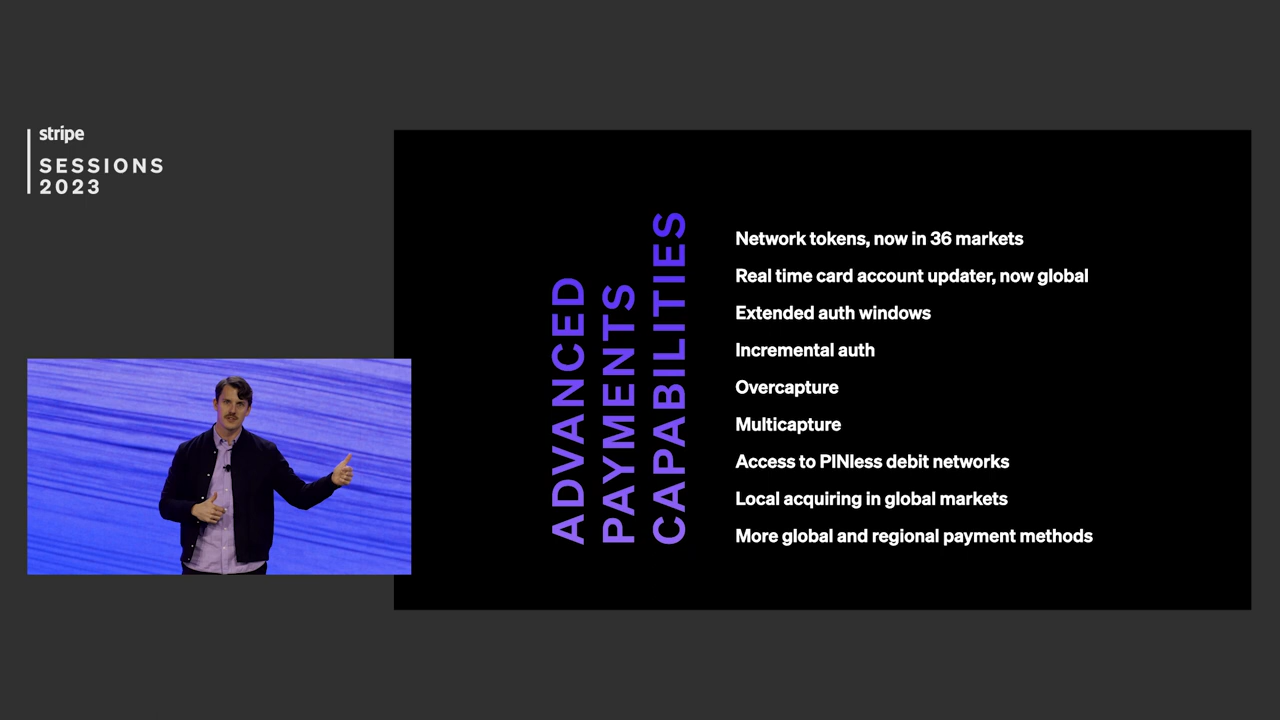 stripe
SESSIONS
2023
ADVANCED
PAYMENTS
CAPABILITIES
Network tokens, now in 36 markets
Real time card account updater, now global
Extended auth windows
Incremental auth
Overcapture
Multicapture
Access to PINless debit networks
Local acquiring in global markets
More global and regional payment methods